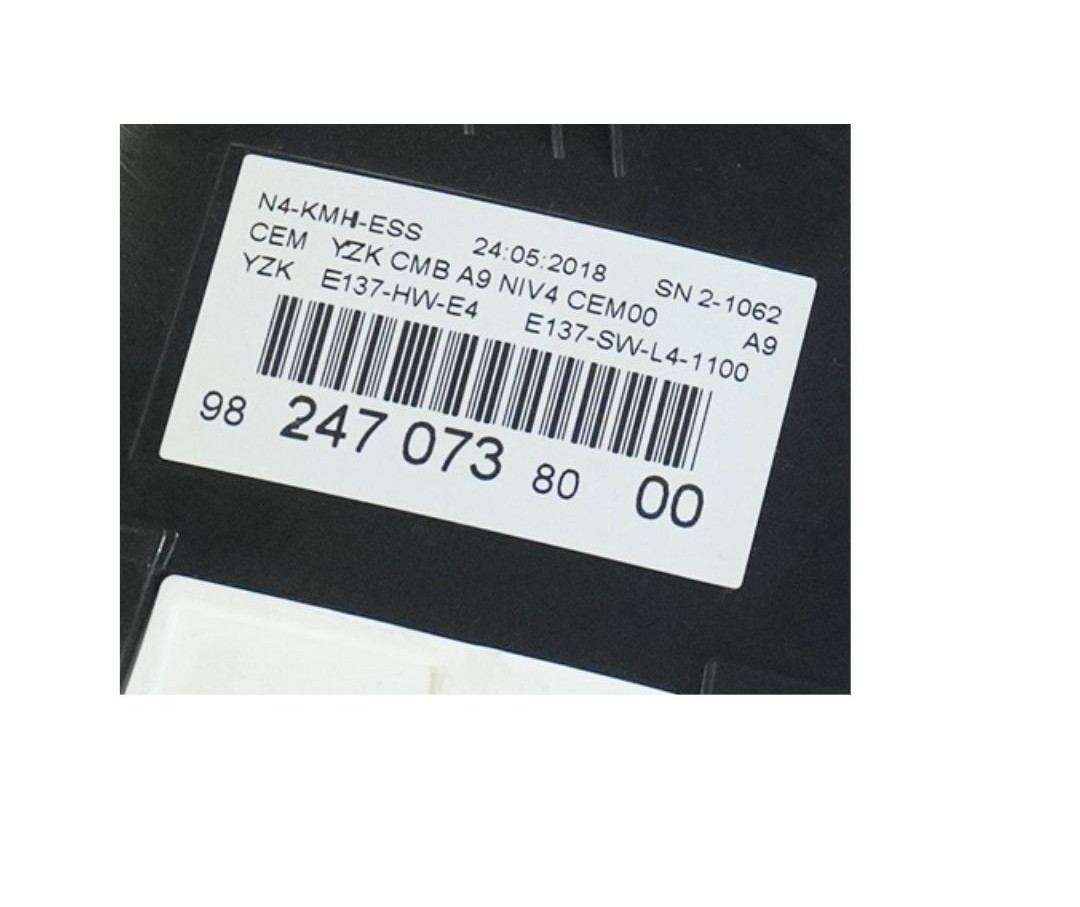 N4-KMH-ESS 24:05:2018 SN 2-1062
CEM YZK CMB A9 NIV4 CEM00 A9
YZK E137-HW-E4 E137-SW-L4-1100
98 247 073 80 00